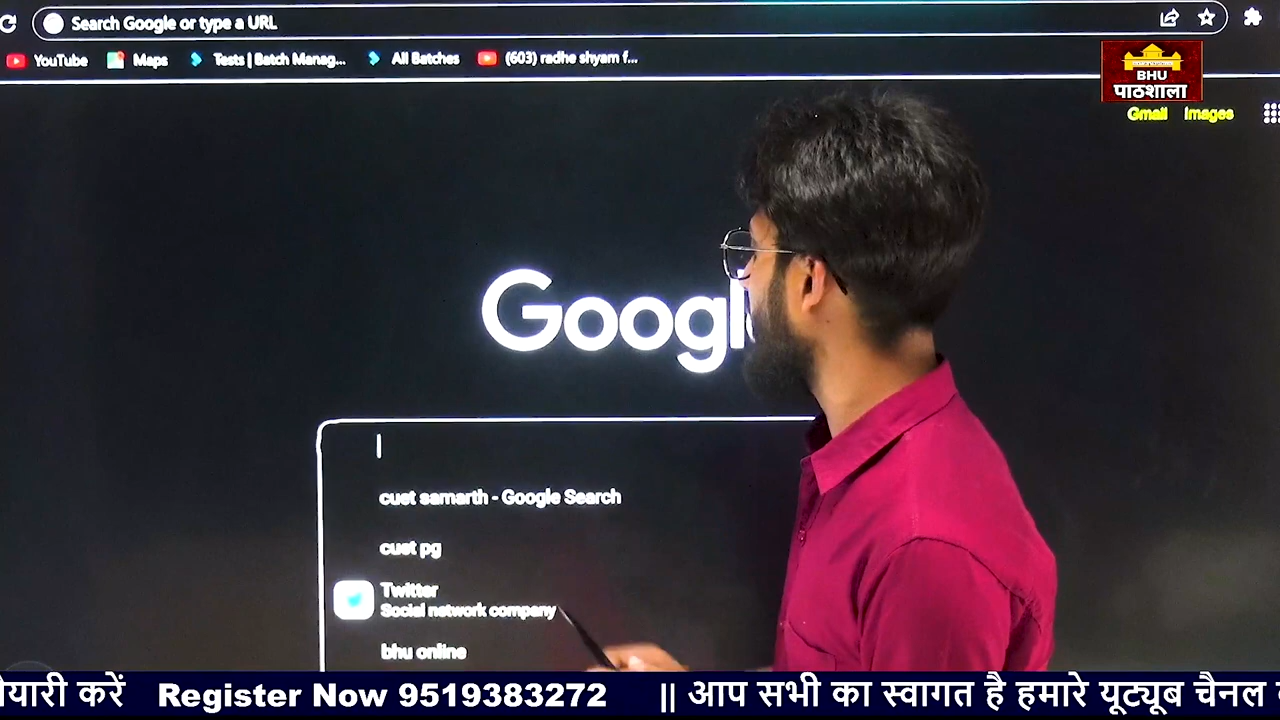 Search Google or type a URL
YouTube
Maps
Tests | Batch Manag...
All Batches
(603) radhe shyam f...
BHU
पाठशाला
Gmail
Images
Googl
cuet samarth - Google Search
cuet pg
Twitter
Social network company
bhu online
करें Register Now 9519383272 || आप सभी का स्वागत है हमारे यूट्यूब चैनल